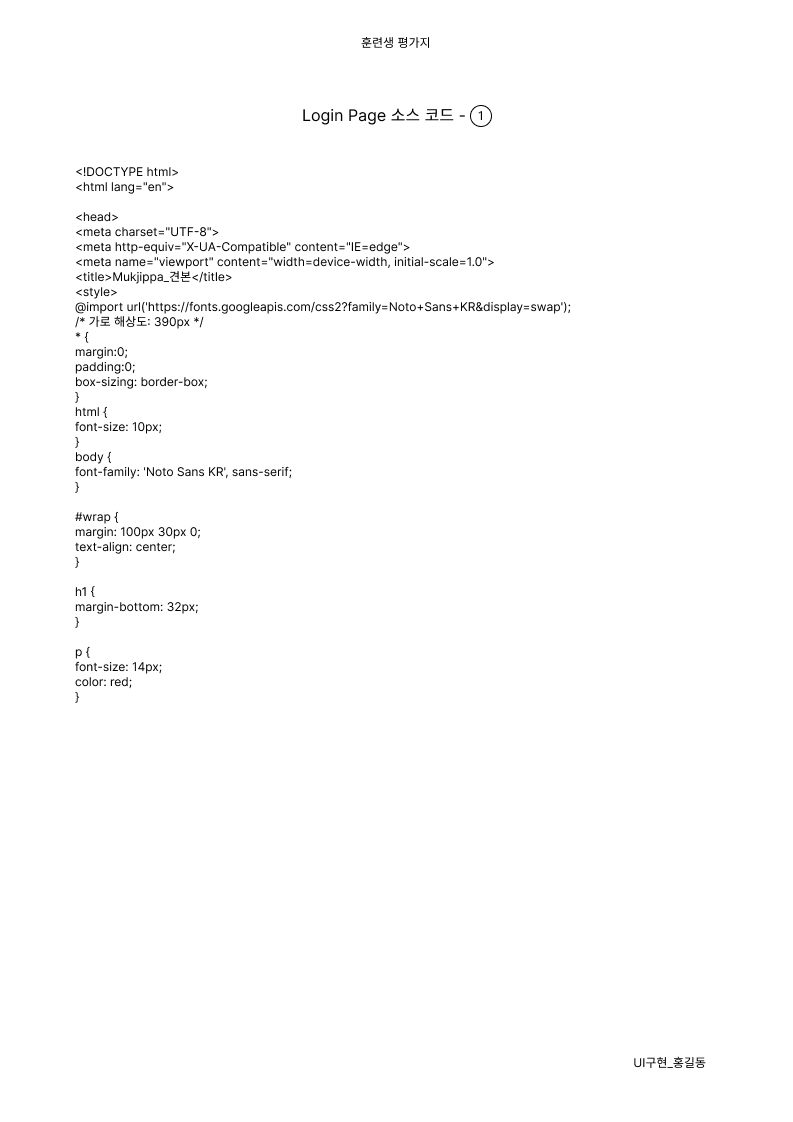 훈련생 평가지
Login Page 소스 코드 - ①
<!DOCTYPE html>
<html lang="en">
<head>
<meta charset="UTF-8">
<meta http-equiv="X-UA-Compatible" content="IE=edge">
<meta name="viewport" content="width=device-width, initial-scale=1.0">
<title>Mukjippa_견본</title>
<style>
@import url('https://fonts.googleapis.com/css2?family=Noto+Sans+KR&display=swap');
/* 가로 해상도: 390px */
* {
margin:0;
padding:0;
box-sizing: border-box;
}
html {
font-size: 10px;
}
body {
font-family: 'Noto Sans KR', sans-serif;
}
#wrap {
margin: 100px 30px 0;
text-align: center;
}
h1 {
margin-bottom: 32px;
}
p {
font-size: 14px;
color: red;
}
UI구현_홍길동